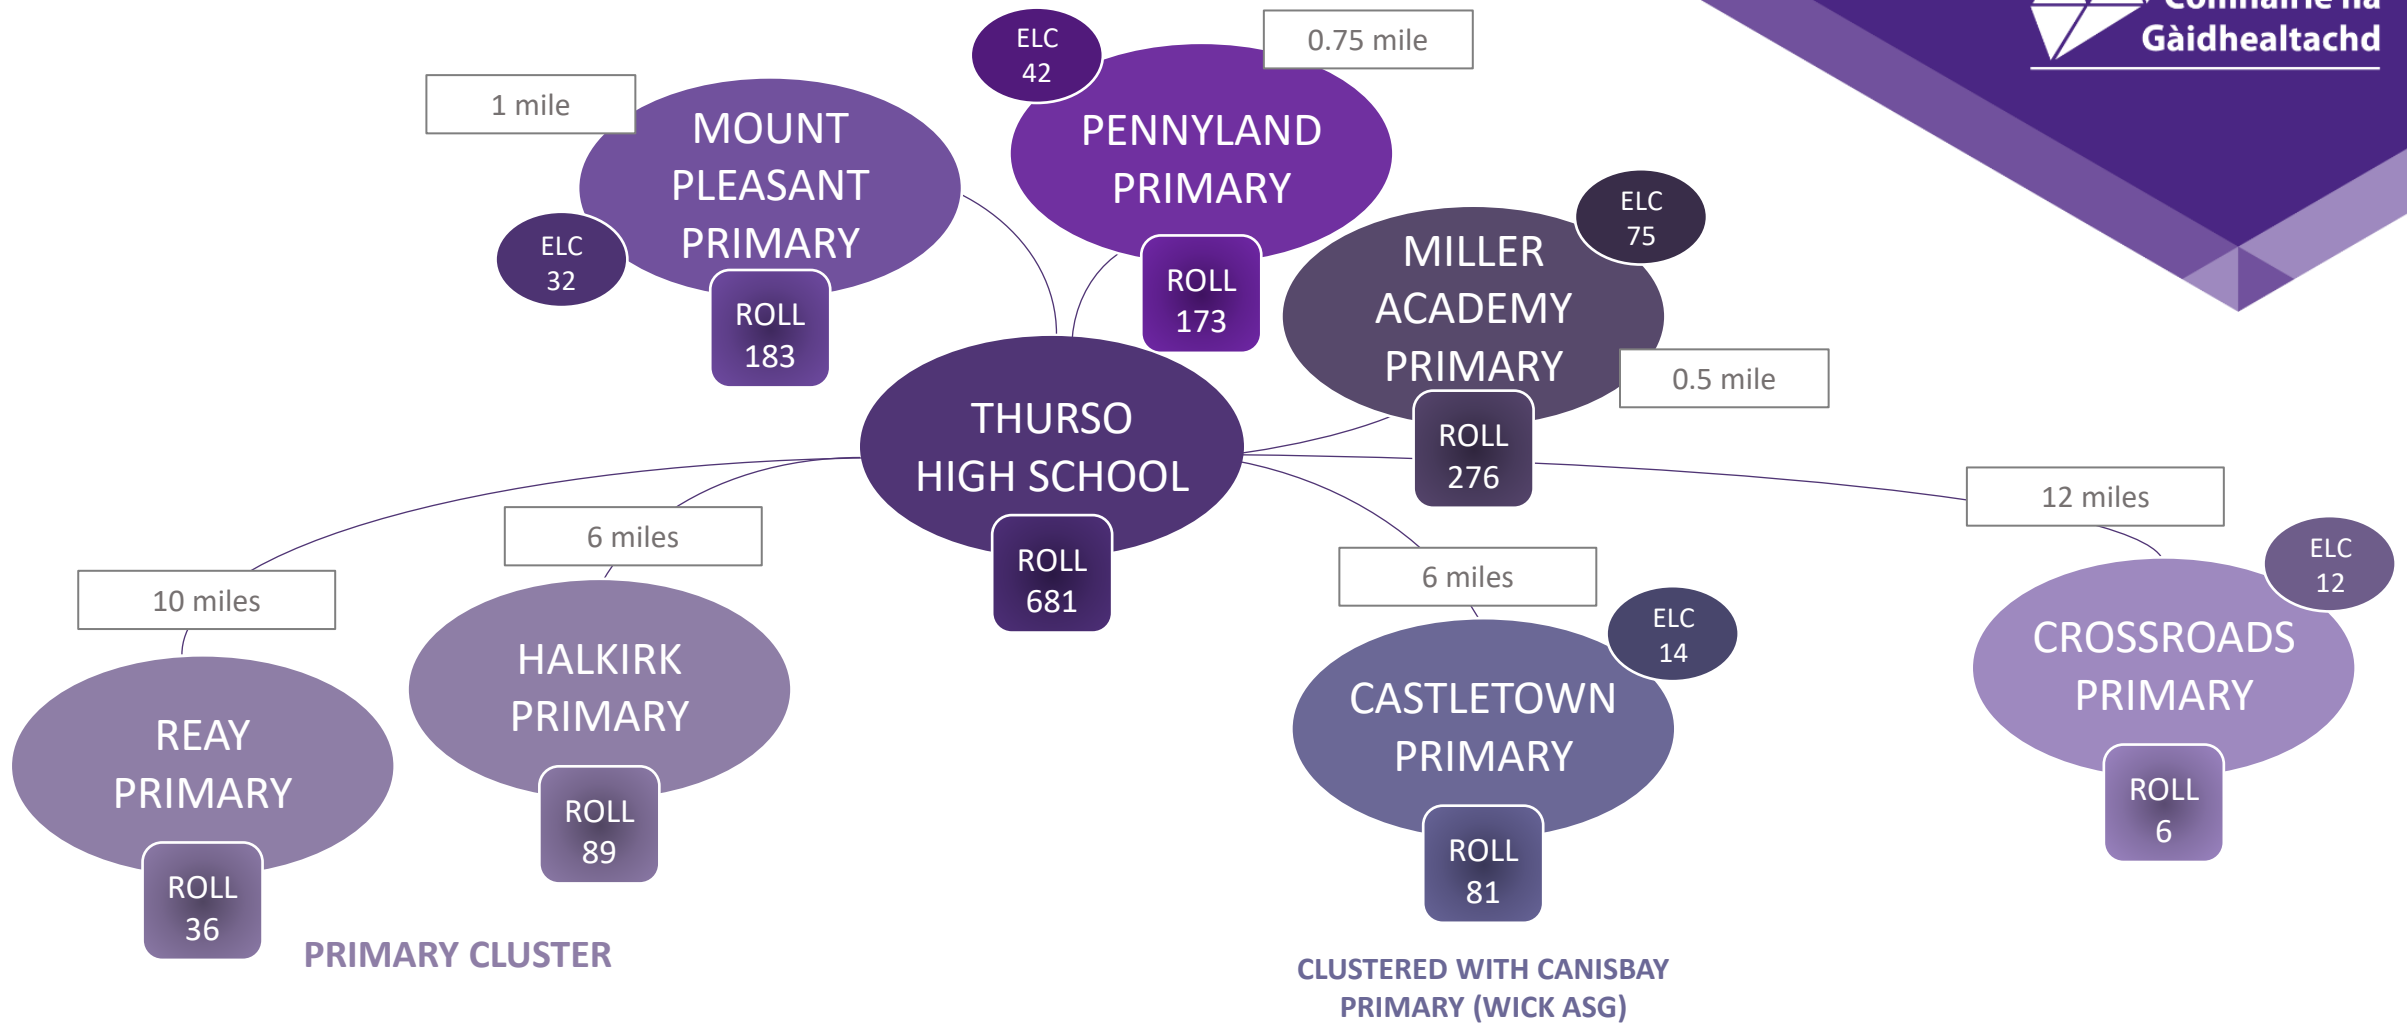 Comhairle na
Gàidhealtachd
ELC
42
0.75 mile
1 mile
MOUNT
PLEASANT
PRIMARY
PENNYLAND
PRIMARY
ELC
75
ELC
32
ROLL
183
ROLL
173
MILLER
ACADEMY
PRIMARY
0.5 mile
ROLL
276
THURSO
HIGH SCHOOL
ROLL
681
10 miles
6 miles
6 miles
12 miles
REAY
PRIMARY
ROLL
36
HALKIRK
PRIMARY
ROLL
89
PRIMARY CLUSTER
ELC
14
CASTLETOWN
PRIMARY
ROLL
81
CLUSTERED WITH CANISBAY
PRIMARY (WICK ASG)
ELC
12
CROSSROADS
PRIMARY
ROLL
6